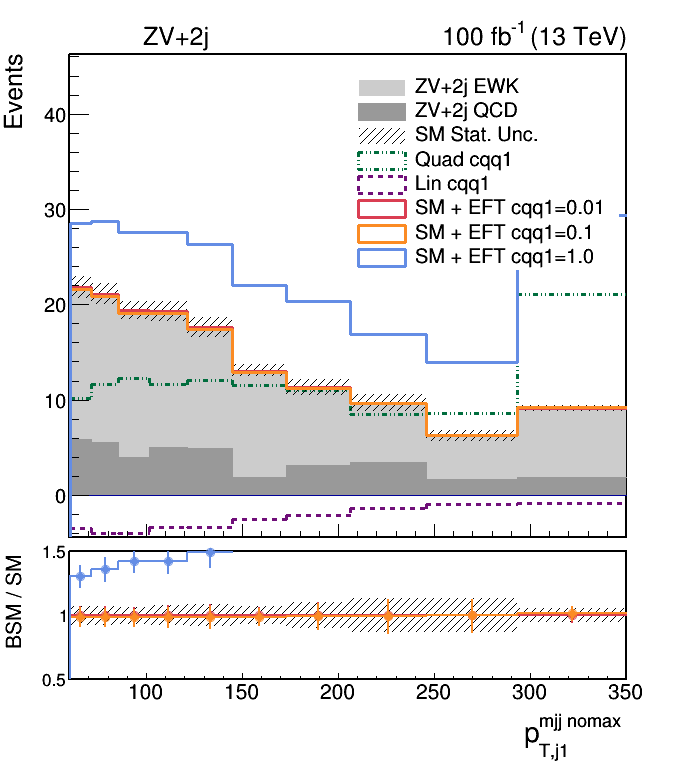 ZV+2j 100 fb-1 (13 TeV)
Events
40
30
20
10
0
ZV+2j EWK
ZV+2j QCD
SM Stat. Unc.
Quad cqq1
Lin cqq1
SM + EFT cqq1=0.01
SM + EFT cqq1=0.1
SM + EFT cqq1=1.0
BSM / SM
1.5
1
0.5
100 150 200 250 300 350
p T,j1 mjj nomax